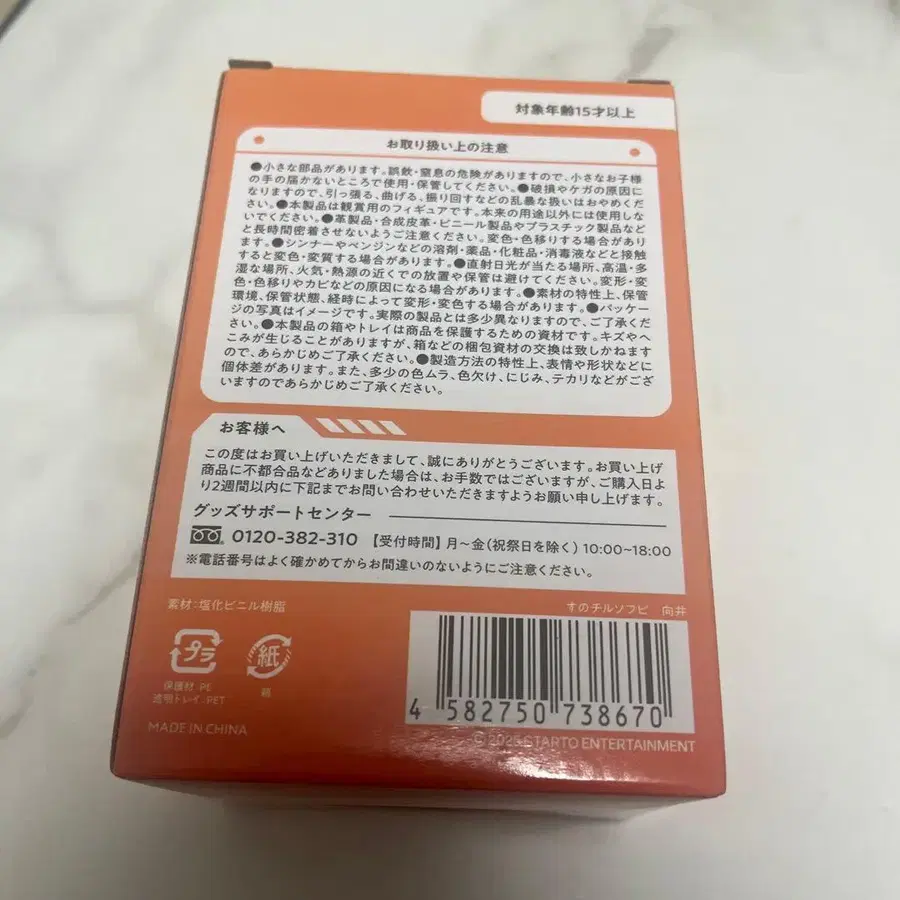 対象年齢15才以上
お取り扱い上の注意
●小さな部品があります。誤飲・窒息の危険がありますので、小さなお子様
の手の届かないところで使用・保管してください。●破損やケガの原因に
なりますので、引っ張る、曲げる、振り回すなどの乱暴な扱いはおやめくだ
さい。●本製品は観賞用のフィギュアです。本来の用途以外には使用しな
いでください。●革製品・合成皮革・ビニール製品やプラスチック製品など
と長時間密着させないようご注意ください。変色・色移りする場合があり
ます。●シンナーやベンジンなどの溶剤・薬品・化粧品・消毒液などと接触
すると変色・変質する場合があります。●直射日光が当たる場所、高温・多
湿な場所、火気・熱源の近くでの放置や保管は避けてください。変形・変
色・色移りやカビなどの原因になる場合があります。●素材の特性上、保管
環境、保管状態、経時によって変形・変色する場合があります。●パッケー
ジの写真はイメージです。実際の製品とは多少異なりますので、ご了承くだ
さい。●本製品の箱やトレイは商品を保護するための資材です。キズやへ
こみが生じることがありますが、箱などの梱包資材の交換は致しかねます
ので、あらかじめご了承ください。●製造方法の特性上、表情や形状などに
個体差があります。また、多少の色ムラ、色欠け、にじみ、テカリなどがござ
いますのであらかじめご了承ください。
お客様へ
この度はお買い上げいただきまして、誠にありがとうございます。お買い上げ
商品に不都合品などありました場合は、お手数ではございますが、ご購入日よ
り2週間以内に下記までお問い合わせいただきますようお願い申し上げます。
グッズサポートセンター
0120-382-310 【受付時間】月~金(祝祭日を除く) 10:00~18:00
※電話番号はよく確かめてからお間違いのないようにご注意ください。
素材:塩化ビニル樹脂
すのチルソフビ 向井
プラ
紙
保護材:PE
透明トレイ:PET
箱
4 582750 738670
MADE IN CHINA
© 2025 STARTO ENTERTAINMENT